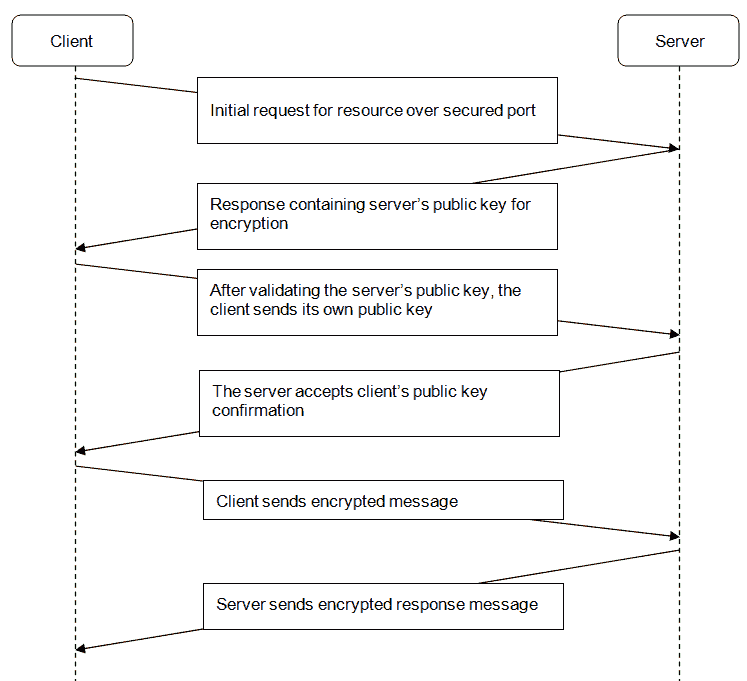 Client
Server
Initial request for resource over secured port
Response containing server's public key for
encryption
After validating the server's public key, the
client sends its own public key
The server accepts client's public key
confirmation
Client sends encrypted message
Server sends encrypted response message